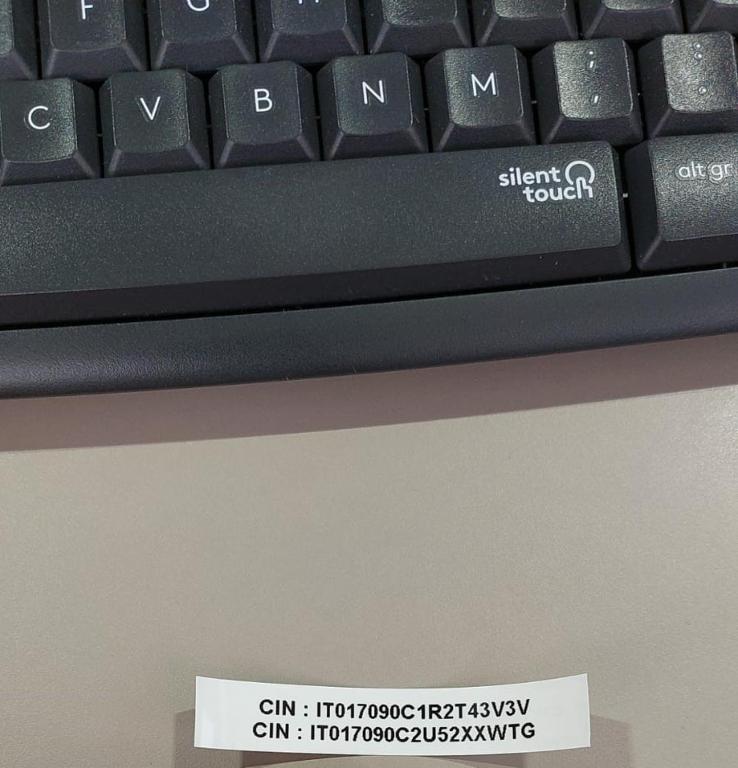 F G
C V B N M ; , : .
silent
touch
alt gr
CIN : IT017090C1R2T43V3V
CIN : IT017090C2U52XXWTG